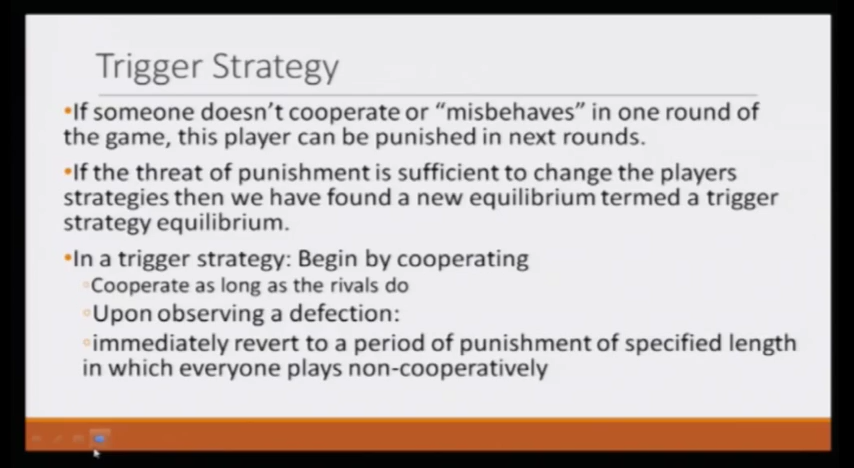 Trigger Strategy
•If someone doesn't cooperate or "misbehaves" in one round of
the game, this player can be punished in next rounds.
•If the threat of punishment is sufficient to change the players
strategies then we have found a new equilibrium termed a trigger
strategy equilibrium.
•In a trigger strategy: Begin by cooperating
◦Cooperate as long as the rivals do
◦Upon observing a defection:
◦immediately revert to a period of punishment of specified length
in which everyone plays non-cooperatively